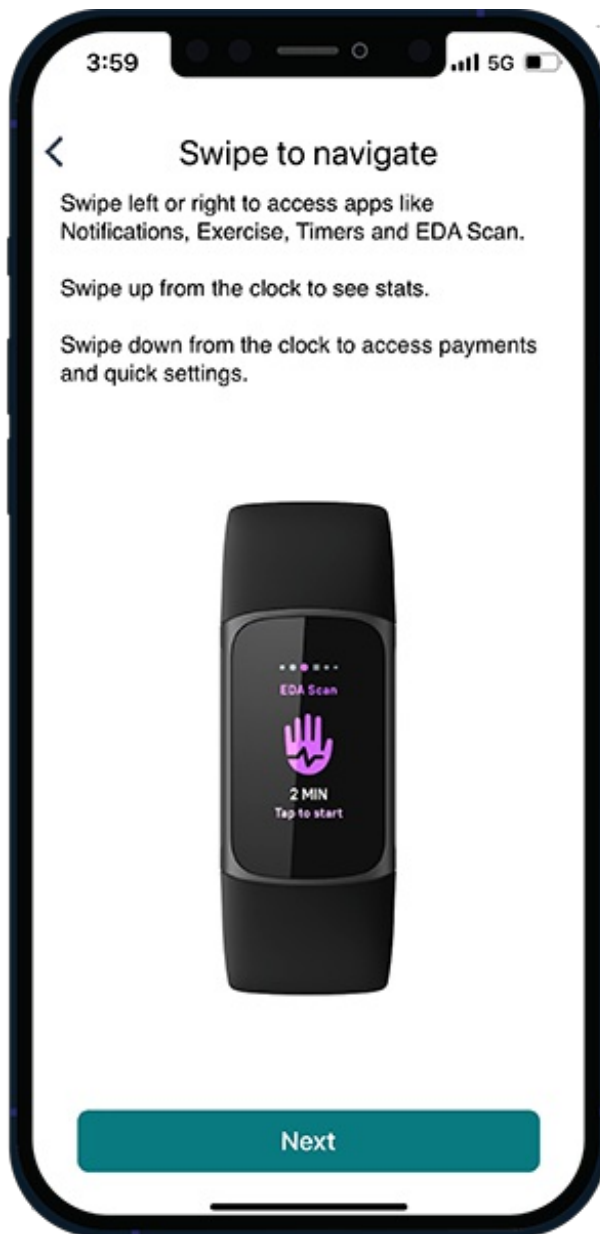 3:59
5G
Swipe to navigate
Swipe left or right to access apps like
Notifications, Exercise, Timers and EDA Scan.
Swipe up from the clock to see stats.
Swipe down from the clock to access payments
and quick settings.
EDA Scan
2 MIN
Tap to start
Next